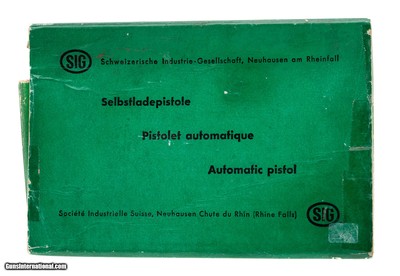 SIG Schweizerische Industrie-Gesellschaft, Neuhausen am Rheinfall
Selbstladepistole
Pistolet automatique
Automatic pistol
Société Industrielle Suisse, Neuhausen Chute du Rhin (Rhine Falls) SIG
GunsInternational.com